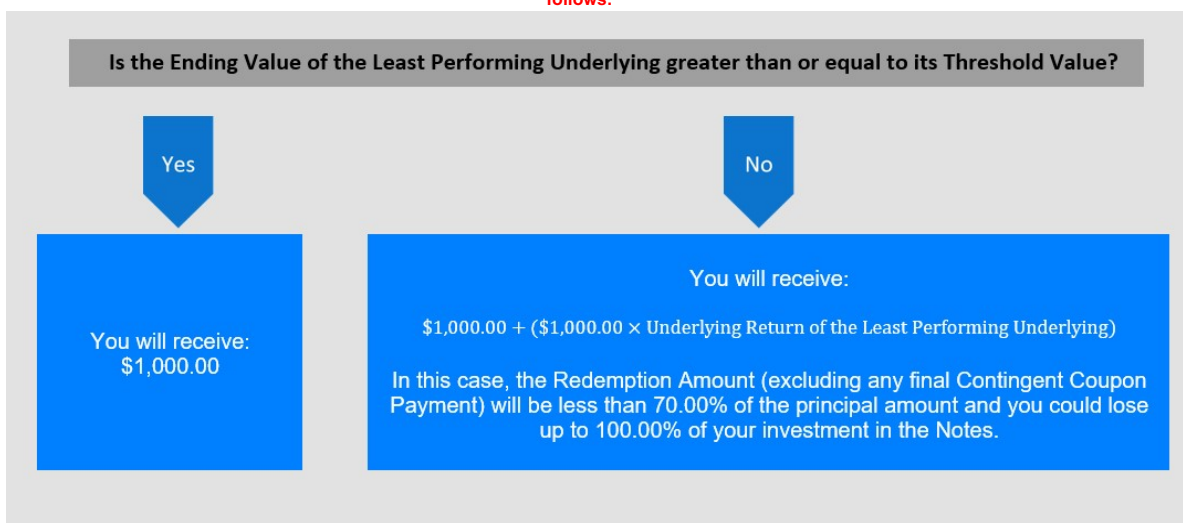 follows:
Is the Ending Value of the Least Performing Underlying greater than or equal to its Threshold Value?
Yes
No
You will receive:
$1,000.00
You will receive:
$1,000.00 + ($1,000.00 × Underlying Return of the Least Performing Underlying)
In this case, the Redemption Amount (excluding any final Contingent Coupon
Payment) will be less than 70.00% of the principal amount and you could lose
up to 100.00% of your investment in the Notes.